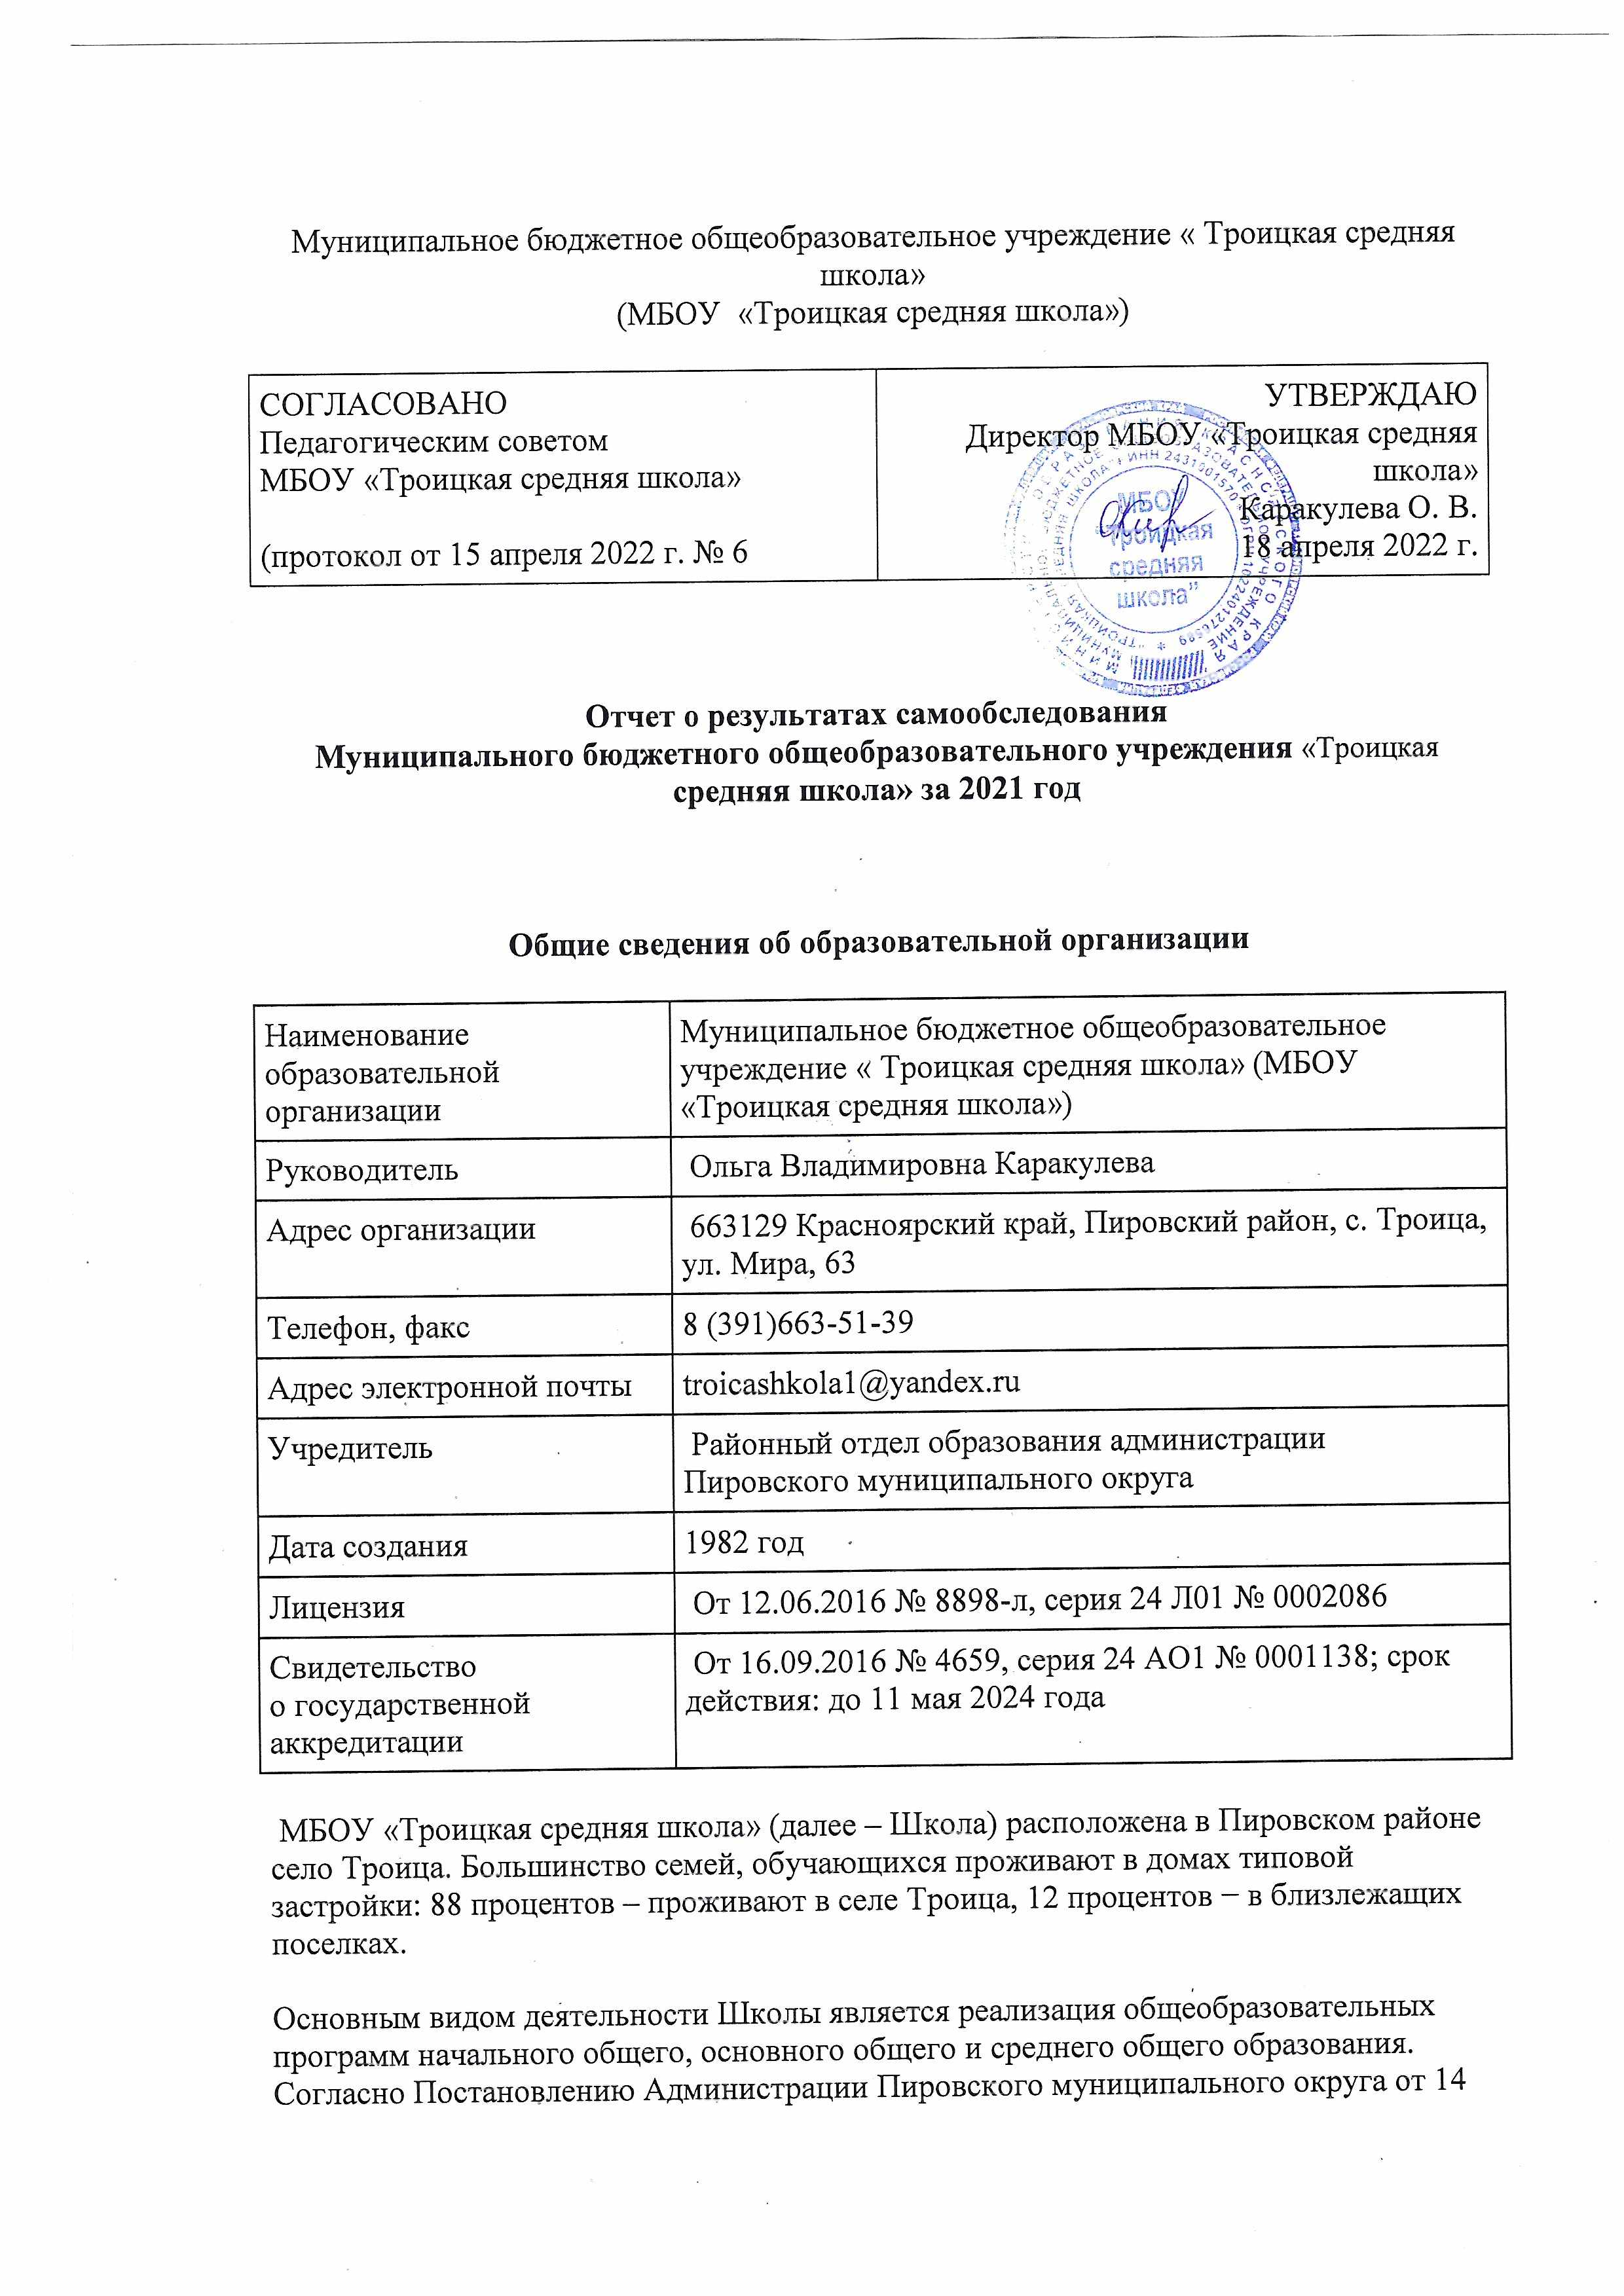 Муниципальное бюджетное общеобразовательное учреждение « Троицкая средняя
школа»
(МБОУ «Троицкая средняя школа»)
СОГЛАСОВАНО
Педагогическим советом
МБОУ «Троицкая средняя школа»
(протокол от 15 апреля 2022 г. № 6
УТВЕРЖДАЮ
Директор МБОУ «Троицкая средняя
школа»
Каракулева О. В.
18 апреля 2022 г.
МБОУ
"Троицкая
средняя
школа"
Отчет о результатах самообследования
Муниципального бюджетного общеобразовательного учреждения «Троицкая
средняя школа» за 2021 год
Общие сведения об образовательной организации
Наименование
образовательной
организации
Муниципальное бюджетное общеобразовательное
учреждение « Троицкая средняя школа» (МБОУ
«Троицкая средняя школа»)
Руководитель
Ольга Владимировна Каракулева
Адрес организации
663129 Красноярский край, Пировский район, с. Троица,
ул. Мира, 63
Телефон, факс
8 (391)663-51-39
Адрес электронной почты
troicashkola1@yandex.ru
Учредитель
Районный отдел образования администрации
Пировского муниципального округа
Дата создания
1982 год
Лицензия
От 12.06.2016 № 8898-л, серия 24 Л01 № 0002086
Свидетельство
о государственной
аккредитации
От 16.09.2016 № 4659, серия 24 АО1 № 0001138; срок
действия: до 11 мая 2024 года
МБОУ «Троицкая средняя школа» (далее – Школа) расположена в Пировском районе
село Троица. Большинство семей, обучающихся проживают в домах типовой
застройки: 88 процентов – проживают в селе Троица, 12 процентов − в близлежащих
поселках.
Основным видом деятельности Школы является реализация общеобразовательных
программ начального общего, основного общего и среднего общего образования.
Согласно Постановлению Администрации Пировского муниципального округа от 14